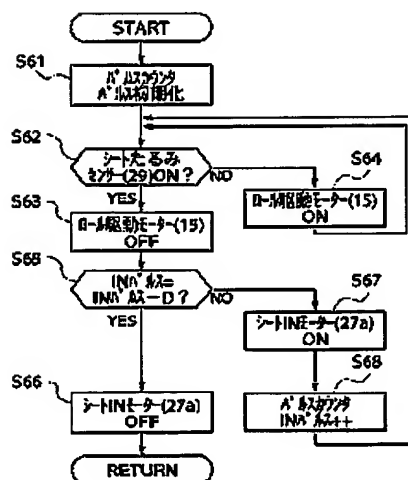 START
S61
パルスカウンタ
パルス初期化
S62
シートたるみ
センサー(29)ON?
NO
S64
YES
S63
ロール駆動モーター(15)
ON
ロール駆動モーター(15)
OFF
S65
INパルス=
INパルス-D?
NO
S67
YES
シートINモーター(27a)
ON
S66
S68
シートINモーター(27a)
OFF
パルスカウンタ
INパルス++
RETURN